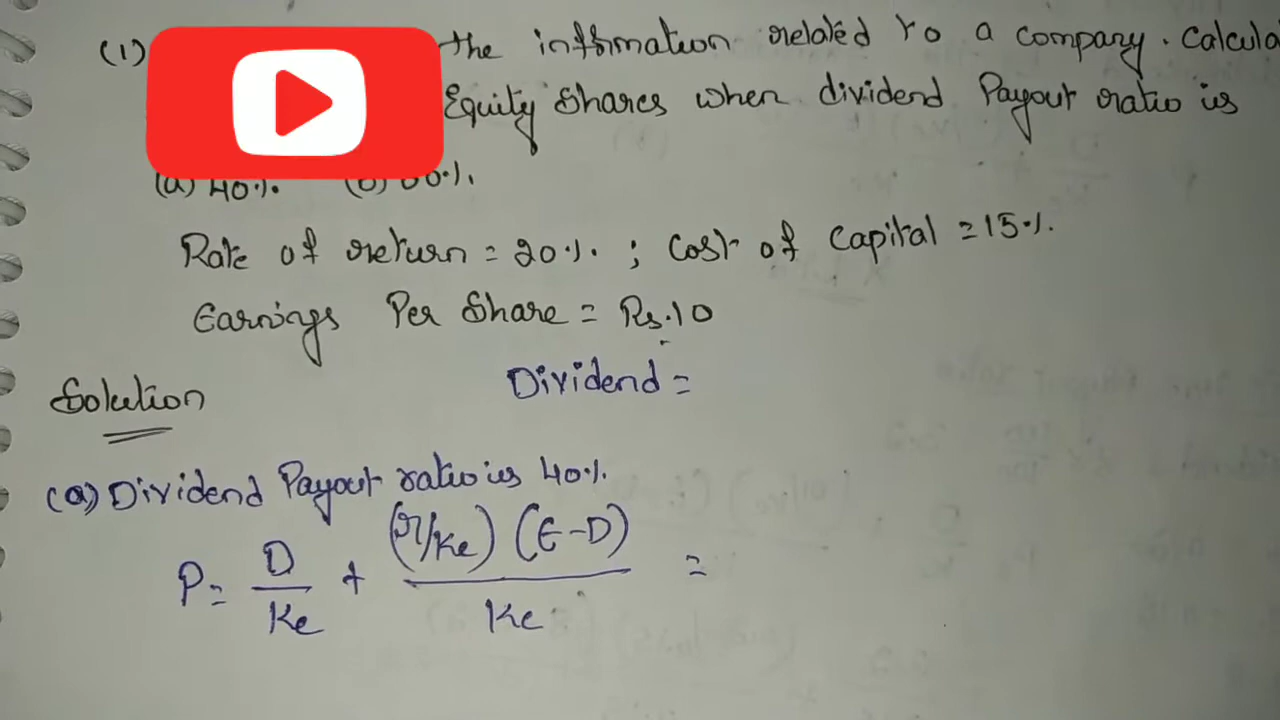 (1) the information related to a company. Calcula
Equity Shares when dividend Payout ratio is
(a) 40%. (b)
Rate of return = 20%. ; Cost of Capital = 15%.
Earnings Per Share = Rs.10
Dividend =
Solution
(a) Dividend Payout ratio is 40%.
P = D/Ke + (r/Ke) (E-D)/Ke =